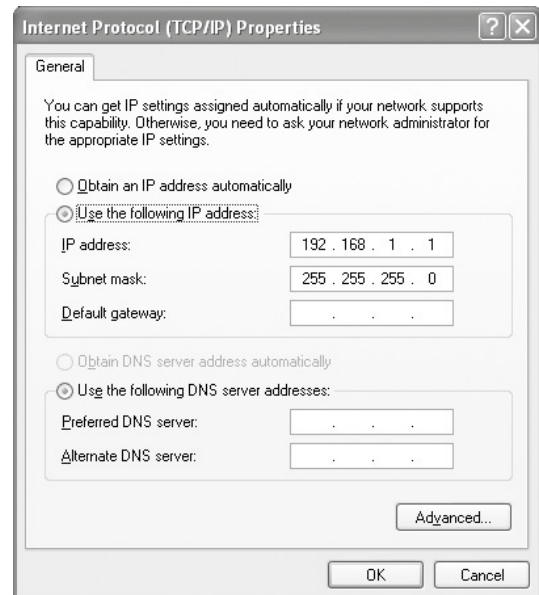 Internet Protocol (TCP/IP) Properties
General
You can get IP settings assigned automatically if your network supports
this capability. Otherwise, you need to ask your network administrator for
the appropriate IP settings.
Obtain an IP address automatically
Use the following IP address:
IP address: 192 . 168 . 1 . 1
Subnet mask: 255 . 255 . 255 . 0
Default gateway: . . .
Obtain DNS server address automatically
Use the following DNS server addresses:
Preferred DNS server: . . .
Alternate DNS server: . . .
Advanced...
OK Cancel